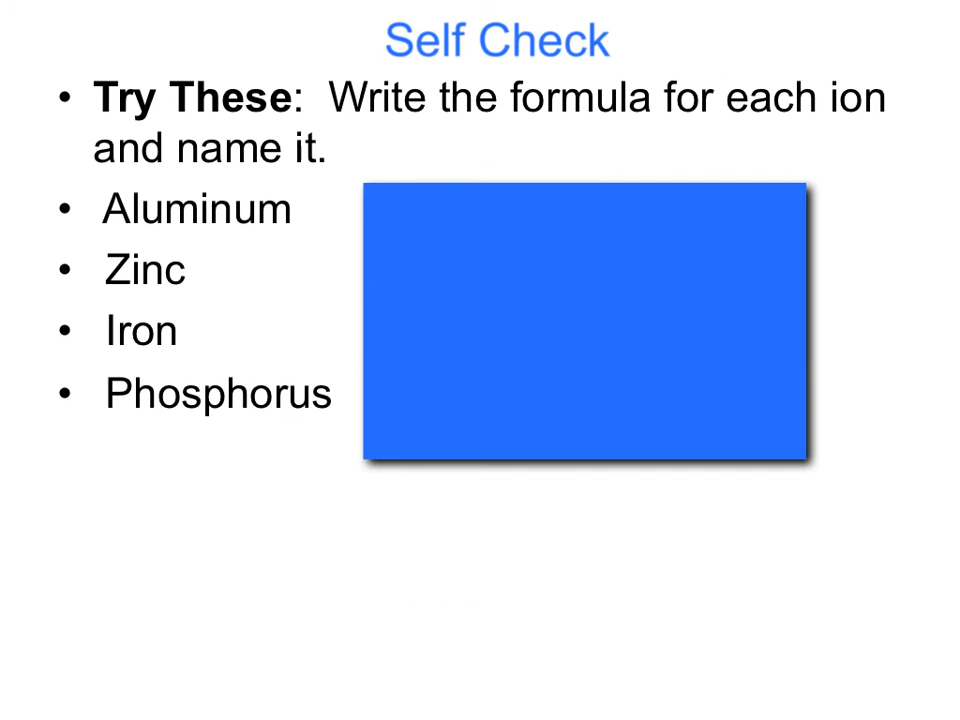 Self Check
• Try These: Write the formula for each ion
and name it.
• Aluminum
• Zinc
• Iron
• Phosphorus